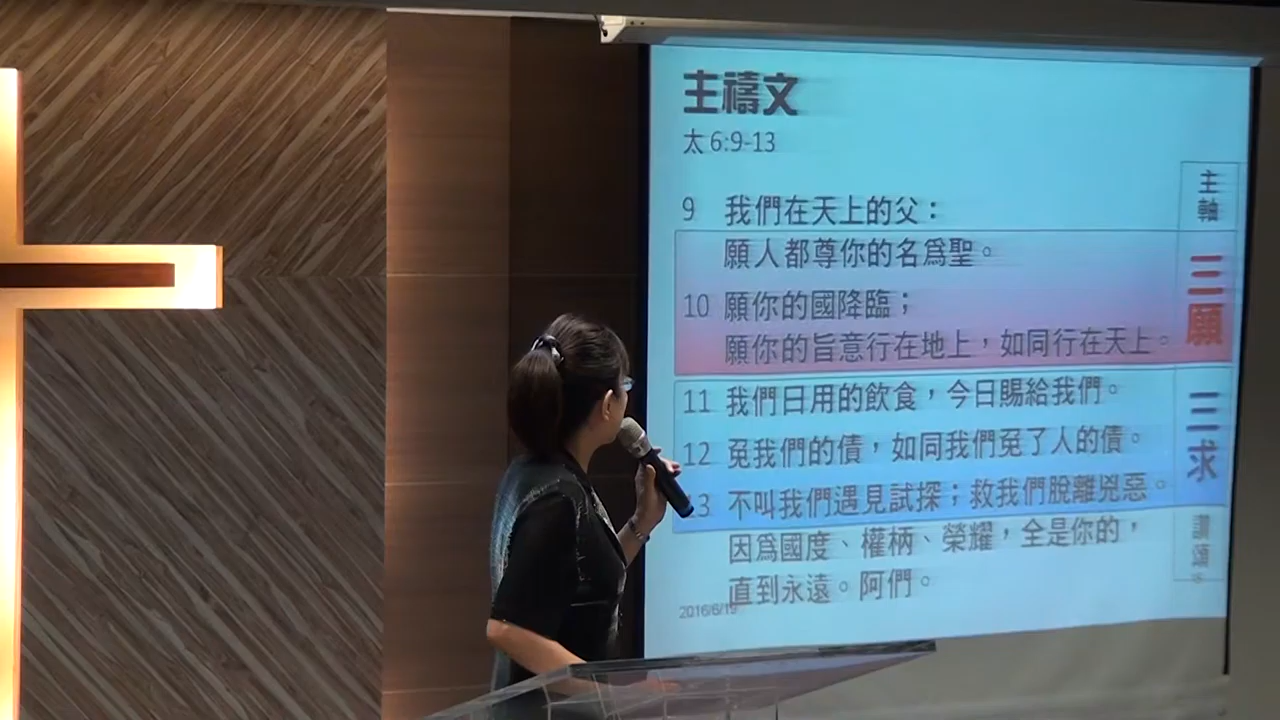 主禱文
太 6:9-13
主軸
9 我們在天上的父：
願人都尊你的名爲聖。
10 願你的國降臨；
願你的旨意行在地上，如同行在天上。
三願
11 我們日用的飲食，今日賜給我們。
12 免我們的債，如同我們免了人的債。
13 不叫我們遇見試探；救我們脫離兇惡。
三求
因爲國度、權柄、榮耀，全是你的，
直到永遠。阿們。
讚頌
2016/6/19